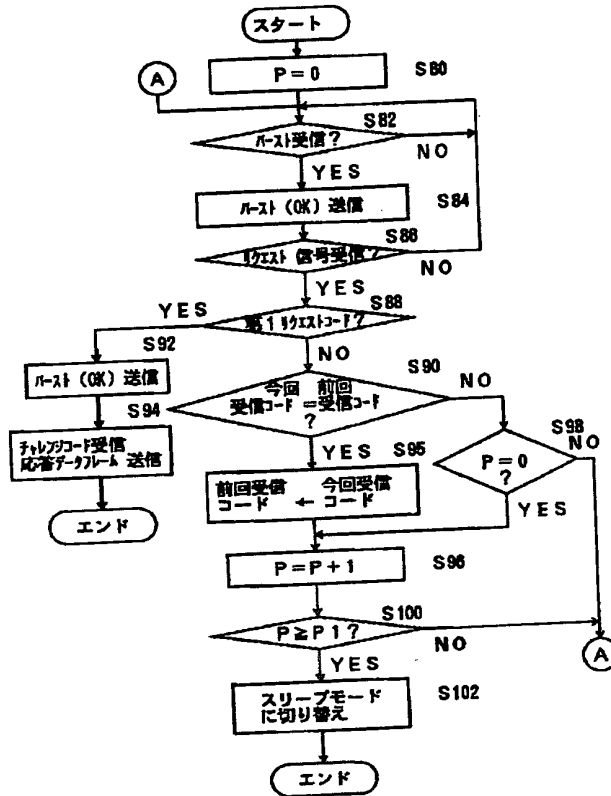 スタート
A
P=0
S80
S82
バースト受信?
NO
YES
バースト(OK)送信
S84
S86
リクエスト信号受信?
NO
YES
YES
S88
第1リクエストコード?
S92
NO
バースト(OK)送信
S90
今回 前回
受信コード=受信コード
?
NO
S94
チャレンジコード受信
応答データフレーム送信
YES
S95
S98
NO
P=0
?
エンド
前回受信 今回受信
コード ← コード
YES
P=P+1
S96
S100
P≧P1?
NO
A
YES
スリープモード
に切り替え
S102
エンド